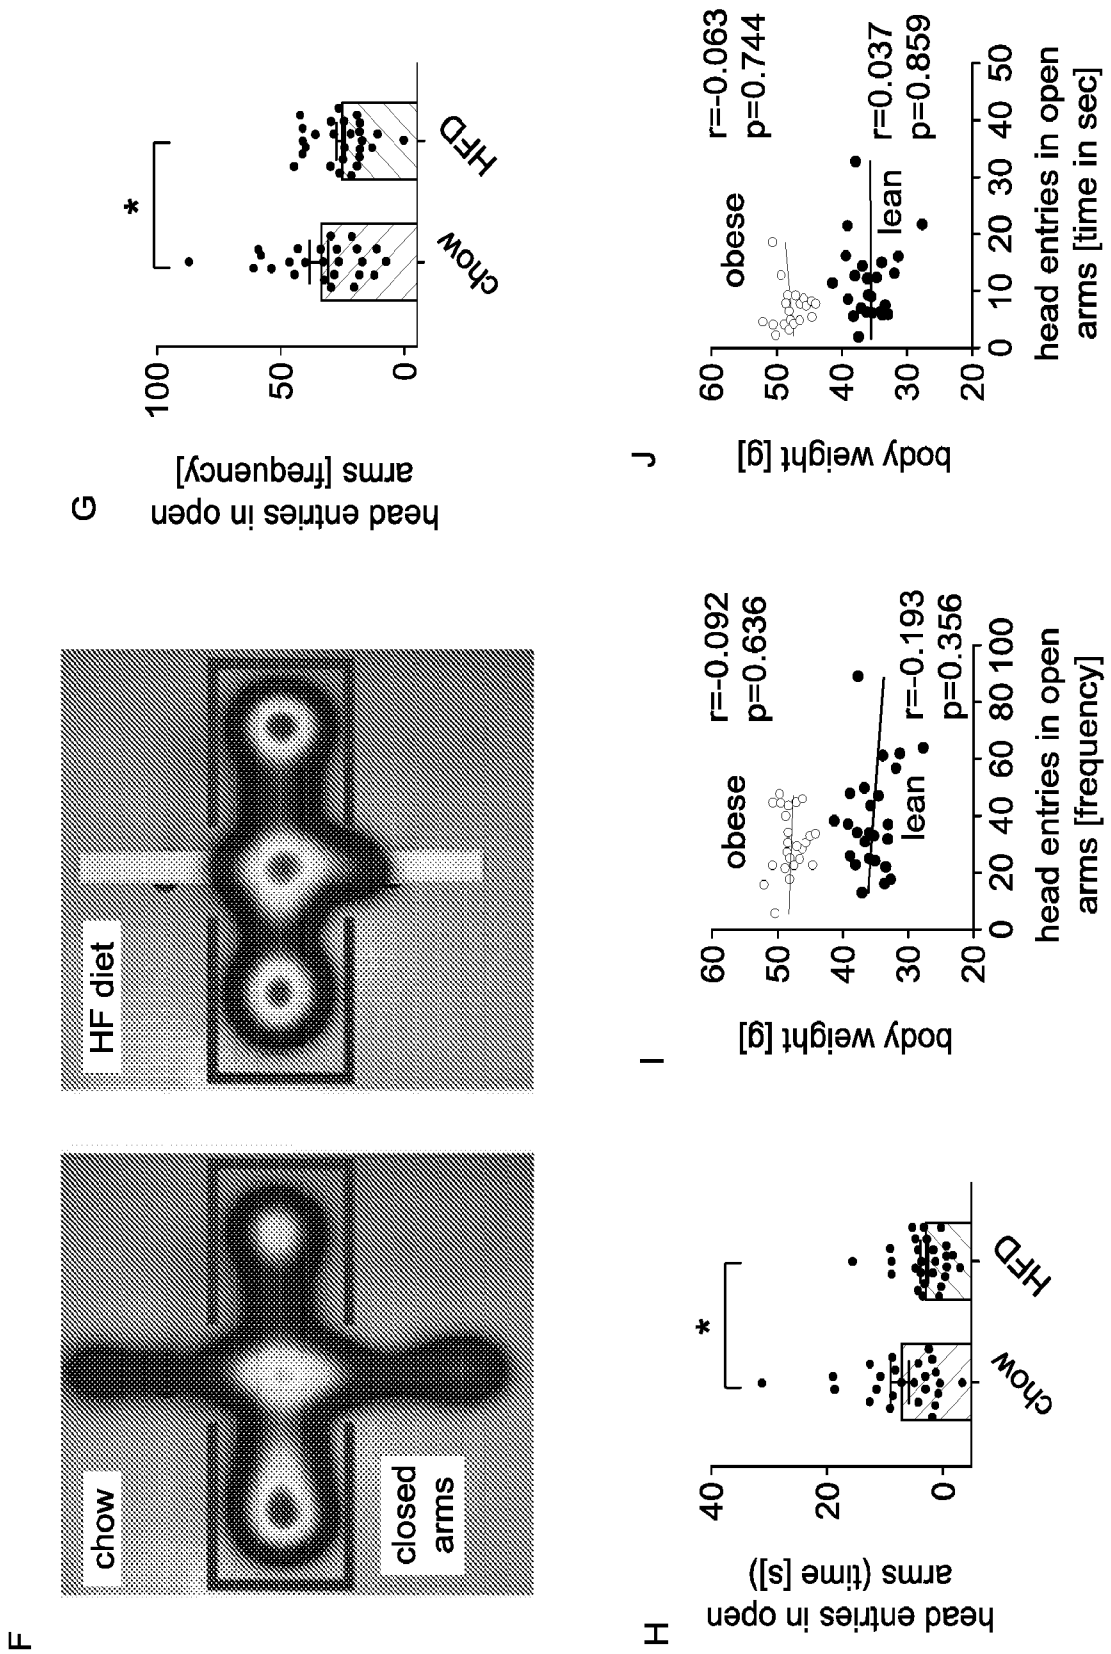 F
chow
closed
arms
HF diet
G
head entries in open
arms [frequency]
100
50
0
*
chow
HFD
H
head entries in open
arms (time [s])
40
20
0
*
chow
HFD
I
body weight [g]
60
50
40
30
20
obese
lean
r=-0.092
p=0.636
r=-0.193
p=0.356
0
20
40
60
80
100
head entries in open
arms [frequency]
J
body weight [g]
60
50
40
30
20
obese
lean
r=-0.063
p=0.744
r=0.037
p=0.859
0
10
20
30
40
50
head entries in open
arms [time in sec]